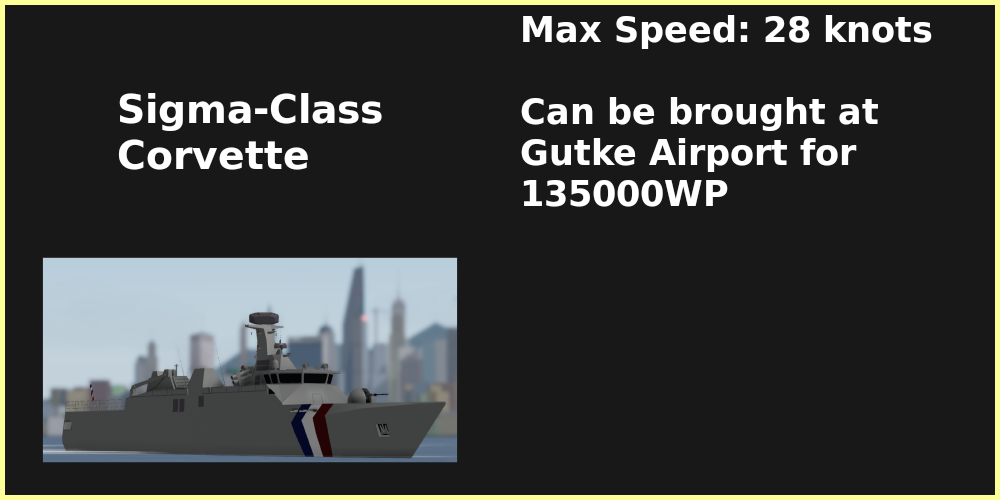 Max Speed: 28 knots
Sigma-Class
Corvette
Can be brought at
Gutke Airport for
135000WP